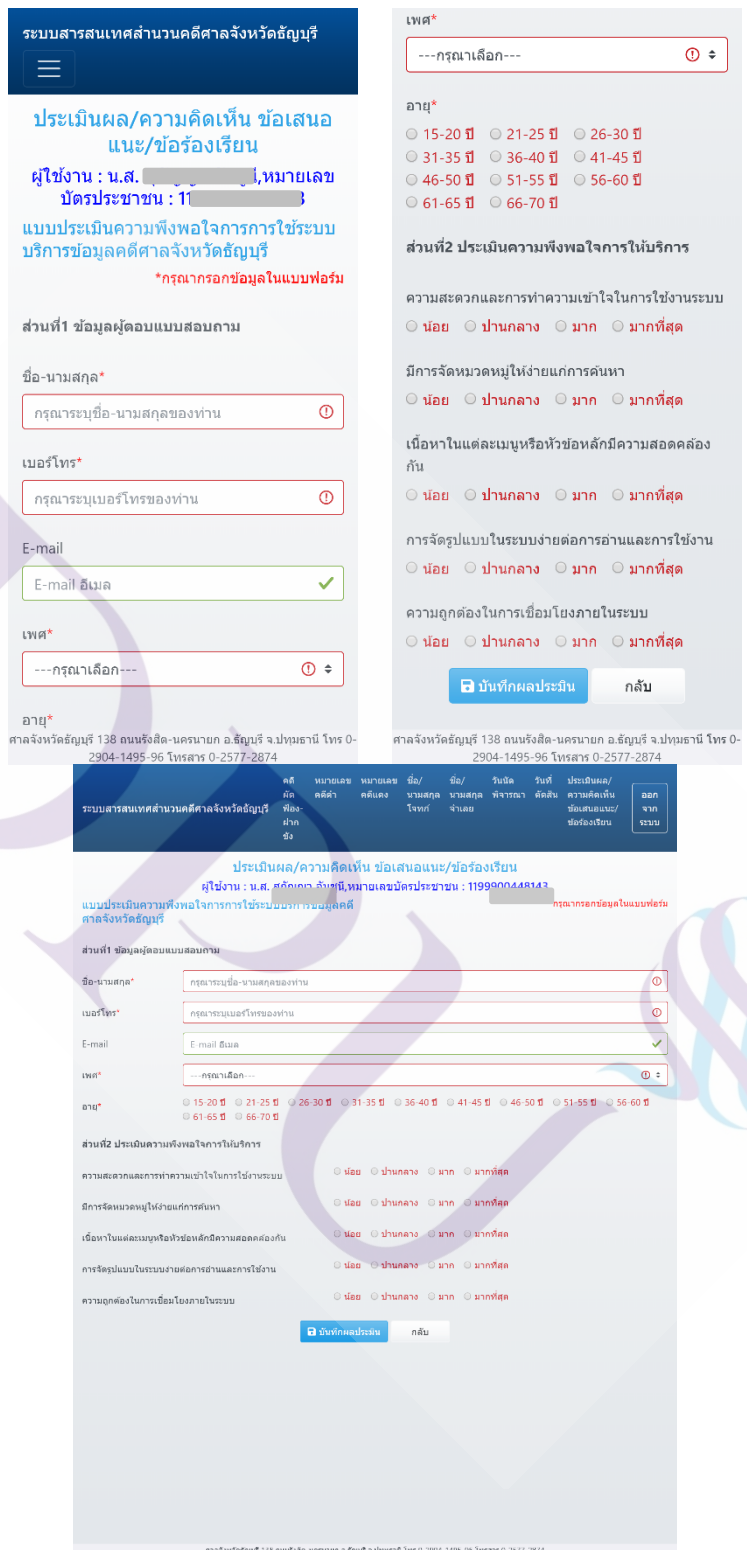 ระบบสารสนเทศสำนวนคดีศาลจังหวัดธัญบุรี
ประเมินผล/ความคิดเห็น ข้อเสนอ
แนะ/ข้อร้องเรียน
ผู้ใช้งาน : น.ส. ,หมายเลข
บัตรประชาชน : 11 3
แบบประเมินความพึงพอใจการการใช้ระบบ
บริการข้อมูลคดีศาลจังหวัดธัญบุรี
*กรุณากรอกข้อมูลในแบบฟอร์ม
ส่วนที่1 ข้อมูลผู้ตอบแบบสอบถาม
ชื่อ-นามสกุล*
กรุณาระบุชื่อ-นามสกุลของท่าน
เบอร์โทร*
กรุณาระบุเบอร์โทรของท่าน
E-mail
E-mail อีเมล
เพศ*
---กรุณาเลือก---
อายุ*
ศาลจังหวัดธัญบุรี 138 ถนนรังสิต-นครนายก อ.ธัญบุรี จ.ปทุมธานี โทร 0-
2904-1495-96 โทรสาร 0-2577-2874
เพศ*
---กรุณาเลือก---
อายุ*
15-20 ปี 21-25 ปี 26-30 ปี
31-35 ปี 36-40 ปี 41-45 ปี
46-50 ปี 51-55 ปี 56-60 ปี
61-65 ปี 66-70 ปี
ส่วนที่2 ประเมินความพึงพอใจการให้บริการ
ความสะดวกและการทำความเข้าใจในการใช้งานระบบ
น้อย ปานกลาง มาก มากที่สุด
มีการจัดหมวดหมู่ให้ง่ายแก่การค้นหา
น้อย ปานกลาง มาก มากที่สุด
เนื้อหาในแต่ละเมนูหรือหัวข้อหลักมีความสอดคล้อง
กัน
น้อย ปานกลาง มาก มากที่สุด
การจัดรูปแบบในระบบง่ายต่อการอ่านและการใช้งาน
น้อย ปานกลาง มาก มากที่สุด
ความถูกต้องในการเชื่อมโยงภายในระบบ
น้อย ปานกลาง มาก มากที่สุด
บันทึกผลประมิน กลับ
ศาลจังหวัดธัญบุรี 138 ถนนรังสิต-นครนายก อ.ธัญบุรี จ.ปทุมธานี โทร 0-
2904-1495-96 โทรสาร 0-2577-2874
ระบบสารสนเทศสำนวนคดีศาลจังหวัดธัญบุรี
คดี
ผัด
ฟ้อง-
ฝาก
ขัง
หมายเลข
คดีดำ
หมายเลข
คดีแดง
ชื่อ/
นามสกุล
โจทก์
ชื่อ/
นามสกุล
จำเลย
วันนัด
พิจารณา
วันที่
ตัดสิน
ประเมินผล/
ความคิดเห็น
ข้อเสนอแนะ/
ข้อร้องเรียน
ออก
จาก
ระบบ
ประเมินผล/ความคิดเห็น ข้อเสนอแนะ/ข้อร้องเรียน
ผู้ใช้งาน : น.ส. ,หมายเลขบัตรประชาชน :
แบบประเมินความพึงพอใจการการใช้ระบบบริการข้อมูลคดี
ศาลจังหวัดธัญบุรี
กรุณากรอกข้อมูลในแบบฟอร์ม
ส่วนที่1 ข้อมูลผู้ตอบแบบสอบถาม
ชื่อ-นามสกุล* กรุณาระบุชื่อ-นามสกุลของท่าน
เบอร์โทร* กรุณาระบุเบอร์โทรของท่าน
E-mail E-mail อีเมล
เพศ* ---กรุณาเลือก---
อายุ* 15-20 ปี 21-25 ปี 26-30 ปี 31-35 ปี 36-40 ปี 41-45 ปี 46-50 ปี 51-55 ปี 56-60 ปี
61-65 ปี 66-70 ปี
ส่วนที่2 ประเมินความพึงพอใจการให้บริการ
ความสะดวกและการทำความเข้าใจในการใช้งานระบบ น้อย ปานกลาง มาก มากที่สุด
มีการจัดหมวดหมู่ให้ง่ายแก่การค้นหา น้อย ปานกลาง มาก มากที่สุด
เนื้อหาในแต่ละเมนูหรือหัวข้อหลักมีความสอดคล้องกัน น้อย ปานกลาง มาก มากที่สุด
การจัดรูปแบบในระบบง่ายต่อการอ่านและการใช้งาน น้อย ปานกลาง มาก มากที่สุด
ความถูกต้องในการเชื่อมโยงภายในระบบ น้อย ปานกลาง มาก มากที่สุด
บันทึกผลประมิน กลับ